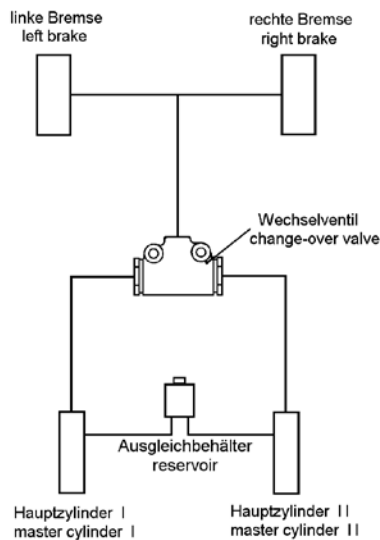 linke Bremse
left brake
rechte Bremse
right brake
Wechselventil
change-over valve
Ausgleichbehälter
reservoir
Hauptzylinder I
master cylinder I
Hauptzylinder II
master cylinder II